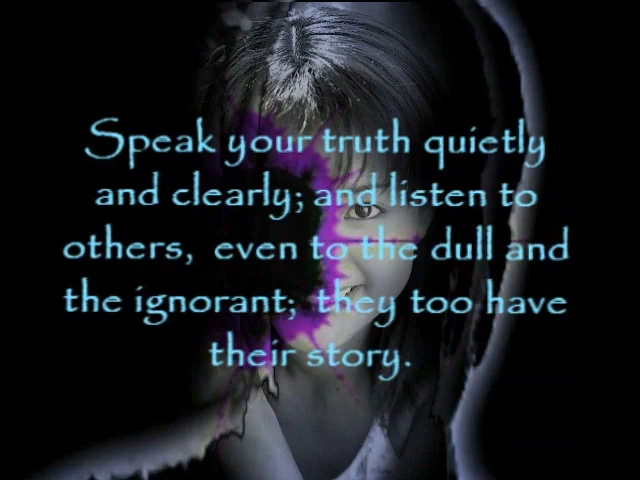 Speak your truth quietly
and clearly; and listen to
others, even to the dull and
the ignorant; they too have
their story.